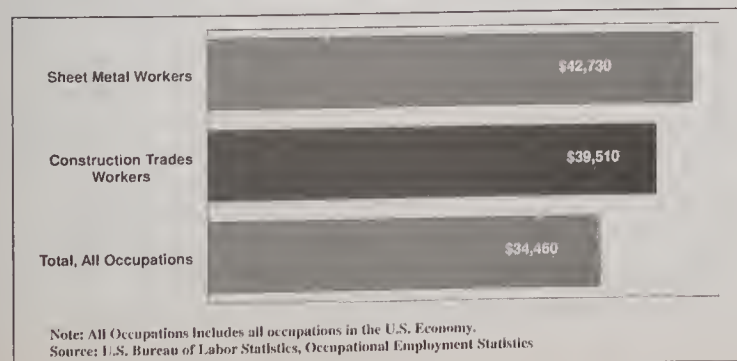 Sheet Metal Workers
$42,730
Construction Trades
Workers
$39,510
Total, All Occupations
$34,460
Note: All Occupations Includes all occupations in the U.S. Economy.
Source: U.S. Bureau of Labor Statistics, Occupational Employment Statistics